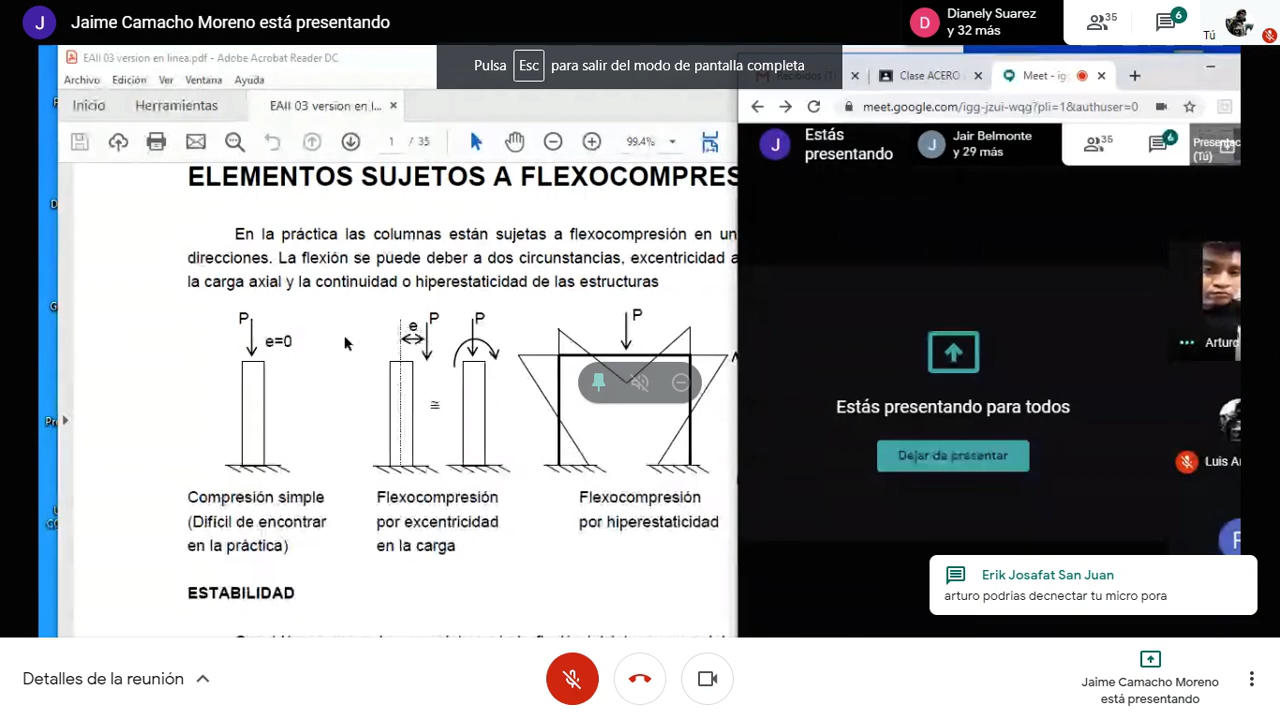 J Jaime Camacho Moreno está presentando
D Dianely Suarez
y 32 más
35
6
Tú
EAII 03 version en linea.pdf - Adobe Acrobat Reader DC
Archivo Edición Ver Ventana Ayuda
Pulsa Esc para salir del modo de pantalla completa
Inicio Herramientas EAII 03 version en l... ×
1 / 35 99.4%
Recibidos (1) × Clase ACERO × Meet - ig × +
meet.google.com/igg-jzui-wqg?pli=1&authuser=0
J Estás
presentando
J Jair Belmonte
y 29 más
35
6
Presentac
(Tú)
ELEMENTOS SUJETOS A FLEXOCOMPRES
En la práctica las columnas están sujetas a flexocompresión en un
direcciones. La flexión se puede deber a dos circunstancias, excentricidad
la carga axial y la continuidad o hiperestaticidad de las estructuras
P e=0
e P P
≅
P
Compresión simple
(Difícil de encontrar
en la práctica)
Flexocompresión
por excentricidad
en la carga
Flexocompresión
por hiperestaticidad
ESTABILIDAD
Estás presentando para todos
Dejar de presentar
Arturo
Luis
Erik Josafat San Juan
arturo podrias decnectar tu micro pora
Detalles de la reunión
Jaime Camacho Moreno
está presentando